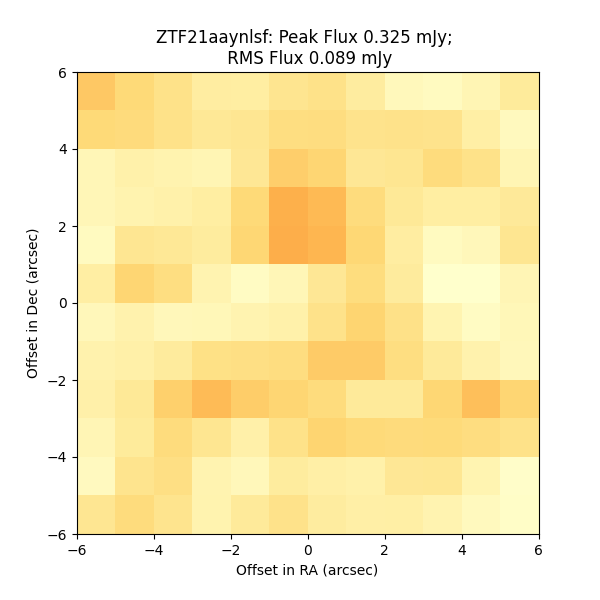 ZTF21aaynlsf: Peak Flux 0.325 mJy;
RMS Flux 0.089 mJy
6
4
2
0
−2
−4
−6
Offset in Dec (arcsec)
−6 −4 −2 0 2 4 6
Offset in RA (arcsec)